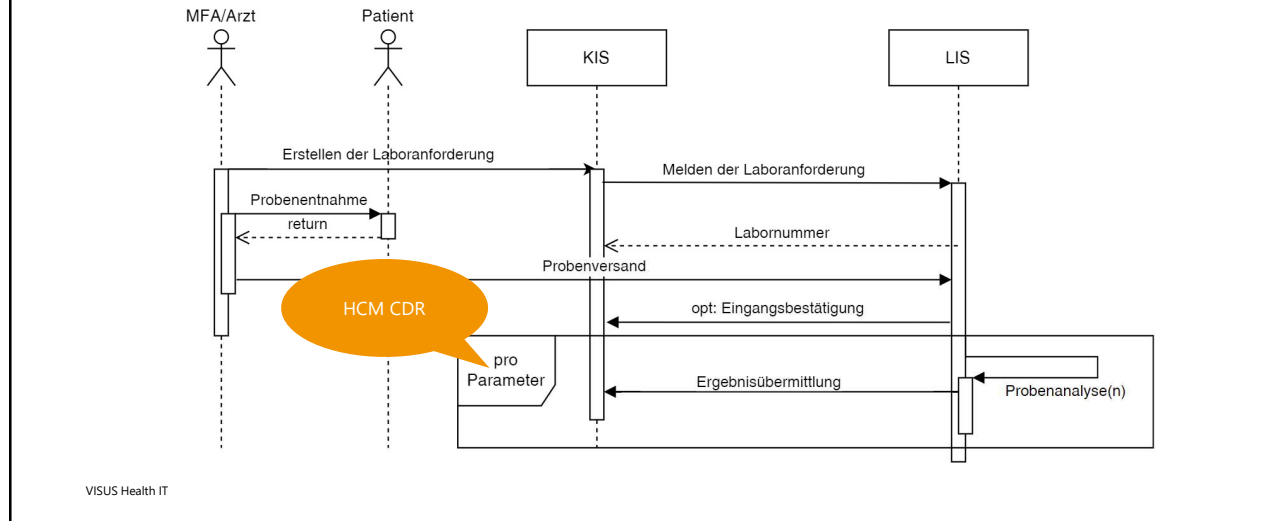 MFA/Arzt
Patient
KIS
LIS
Erstellen der Laboranforderung
Melden der Laboranforderung
Probenentnahme
return
Labornummer
Probenversand
HCM CDR
opt: Eingangsbestätigung
pro
Parameter
Ergebnisübermittlung
Probenanalyse(n)
VISUS Health IT